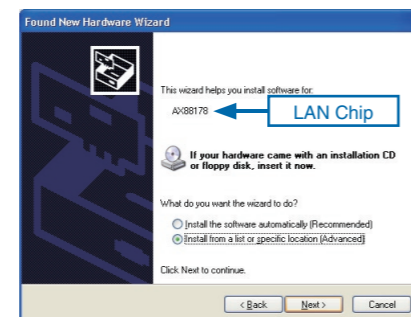 Found New Hardware Wizard
This wizard helps you install software for:
AX88178
LAN Chip
If your hardware came with an installation CD
or floppy disk, insert it now.
What do you want the wizard to do?
Install the software automatically (Recommended)
Install from a list or specific location (Advanced)
Click Next to continue.
< Back Next > Cancel